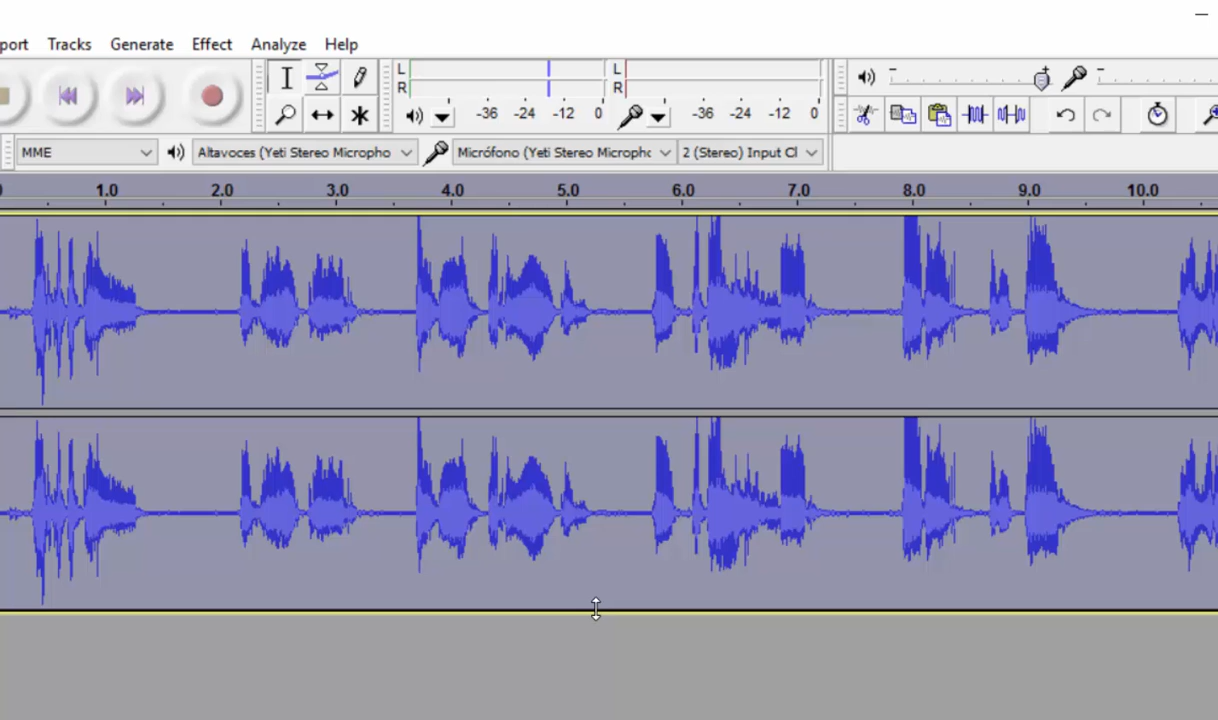 port Tracks Generate Effect Analyze Help
L L
R R
-36 -24 -12 0 -36 -24 -12 0
MME Altavoces (Yeti Stereo Micropho Micrófono (Yeti Stereo Microphc 2 (Stereo) Input Cl
0 1.0 2.0 3.0 4.0 5.0 6.0 7.0 8.0 9.0 10.0